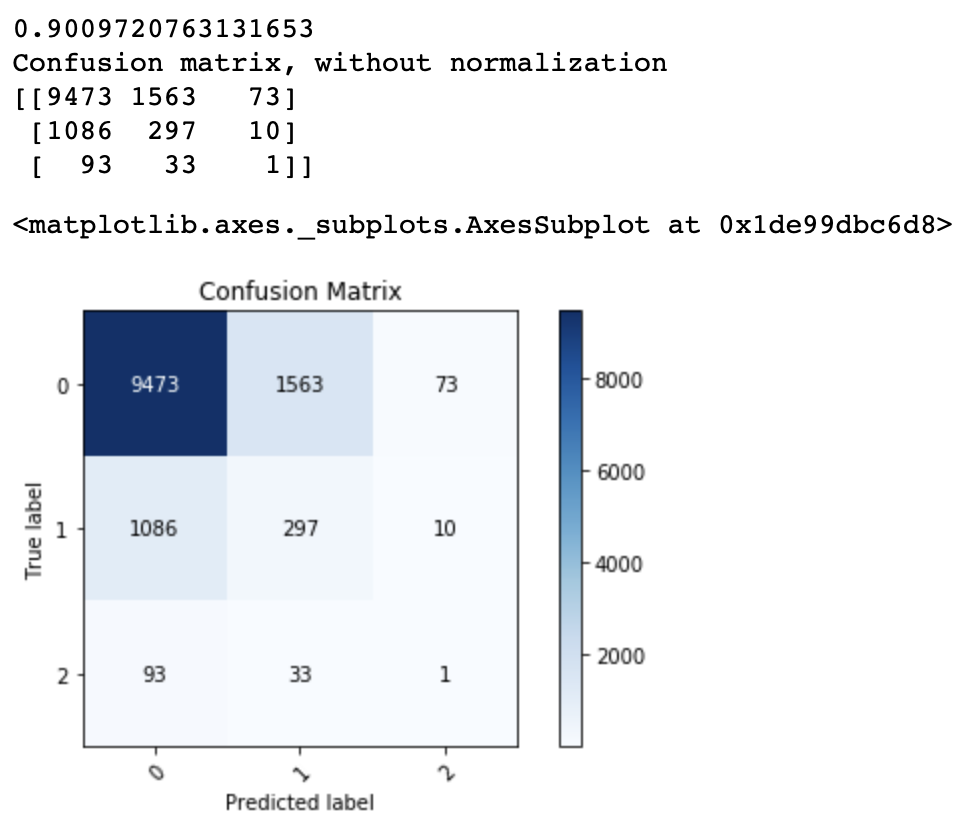 0.9009720763131653
Confusion matrix, without normalization
[[9473 1563   73]
 [1086  297   10]
 [  93   33    1]]
<matplotlib.axes._subplots.AxesSubplot at 0x1de99dbc6d8>
Confusion Matrix
0 9473 1563 73
8000
6000
True label
1 1086 297 10
4000
2000
2 93 33 1
0 1 2
Predicted label